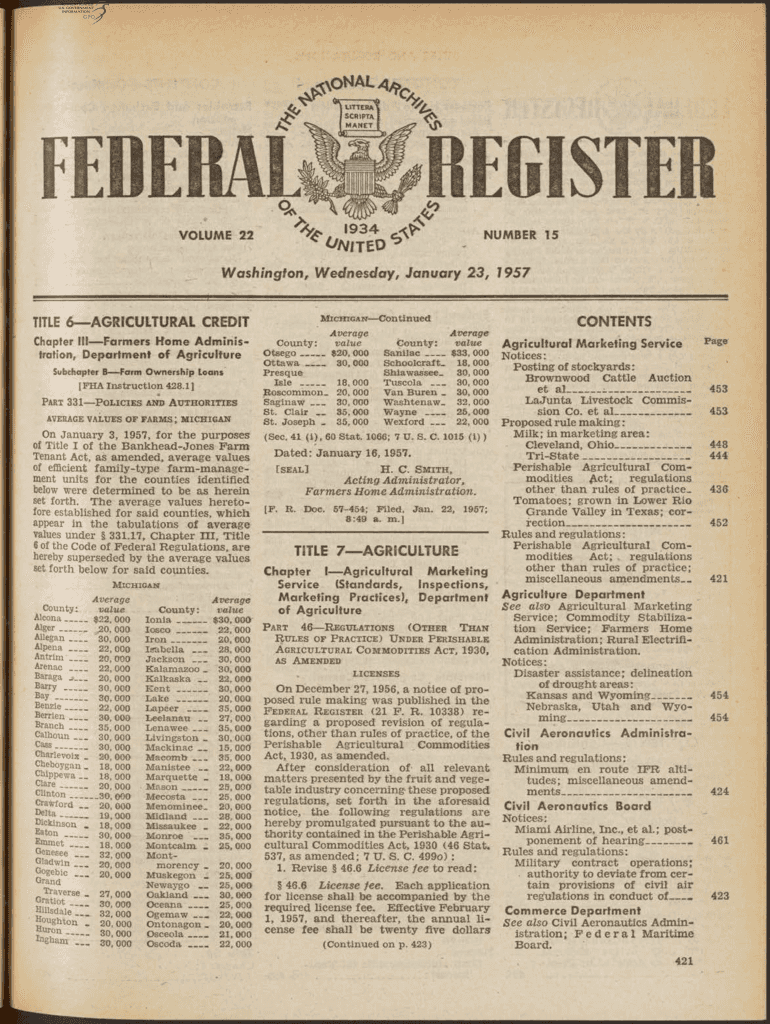 U.S. GOVERNMENT
INFORMATION
GPO
THE NATIONAL ARCHIVES
LITTERA
SCRIPTA
MANET
FEDERAL REGISTER
1934
OF THE UNITED STATES
VOLUME 22
NUMBER 15
Washington, Wednesday, January 23, 1957
TITLE 6—AGRICULTURAL CREDIT
Chapter III—Farmers Home Adminis-
tration, Department of Agriculture
Subchapter B—Farm Ownership Loans
[FHA Instruction 428.1]
PART 331—POLICIES AND AUTHORITIES
AVERAGE VALUES OF FARMS; MICHIGAN
On January 3, 1957, for the purposes
of Title I of the Bankhead-Jones Farm
Tenant Act, as amended, average values
of efficient family-type farm-manage-
ment units for the counties identified
below were determined to be as herein
set forth. The average values hereto-
fore established for said counties, which
appear in the tabulations of average
values under § 331.17, Chapter III, Title
6 of the Code of Federal Regulations, are
hereby superseded by the average values
set forth below for said counties.
MICHIGAN
Average Average
County: value County: value
Alcona ----- $22,000 Ionia ------ $30,000
Alger ------ 20,000 Iosco ------ 22,000
Allegan ---- 30,000 Iron ------- 20,000
Alpena ---- 22,000 Isabella --- 28,000
Antrim ---- 20,000 Jackson --- 30,000
Arenac ---- 22,000 Kalamazoo - 30,000
Baraga ---- 20,000 Kalkaska -- 22,000
Barry ----- 30,000 Kent ------ 30,000
Bay ------- 30,000 Lake ------ 20,000
Benzie ---- 22,000 Lapeer ---- 35,000
Berrien ---- 30,000 Leelanau -- 27,000
Branch ---- 35,000 Lenawee --- 35,000
Calhoun --- 30,000 Livingston - 30,000
Cass ------- 30,000 Mackinac -- 15,000
Charlevoix - 20,000 Macomb --- 35,000
Cheboygan - 18,000 Manistee -- 22,000
Chippewa -- 18,000 Marquette - 18,000
Clare ------ 20,000 Mason ----- 25,000
Clinton ------ 30,000 Mecosta --- 25,000
Crawford -- 20,000 Menominee_ 20,000
Delta ------ 19,000 Midland --- 28,000
Dickinson - 18,000 Missaukee - 22,000
Eaton ----- 30,000 Monroe --- 35,000
Emmet ---- 18,000 Montcalm - 25,000
Genesee --- 32,000 Mont-
Gladwin --- 20,000 morency - 20,000
Gogebic --- 20,000 Muskegon - 25,000
Grand Newaygo -- 25,000
Traverse - 27,000 Oakland --- 30,000
Gratiot ---- 30,000 Oceana ---- 25,000
Hillsdale --- 32,000 Ogemaw --- 22,000
Houghton - 20,000 Ontonagon - 20,000
Huron ----- 30,000 Osceola ---- 21,000
Ingham --- 30,000 Oscoda ---- 22,000
MICHIGAN—Continued
Average Average
County: value County: value
Otsego ----- $20,000 Sanilac ---- $33,000
Ottawa ---- 30,000 Schoolcraft_ 18,000
Presque Shiawassee_ 30,000
Isle ----- 18,000 Tuscola --- 30,000
Roscommon_ 20,000 Van Buren - 30,000
Saginaw --- 30,000 Washtenaw_ 32,000
St. Clair -- 35,000 Wayne ---- 25,000
St. Joseph - 35,000 Wexford --- 22,000
(Sec. 41 (i), 60 Stat. 1066; 7 U. S. C. 1015 (i))
Dated: January 16, 1957.
[SEAL] H. C. SMITH,
Acting Administrator,
Farmers Home Administration.
[F. R. Doc. 57-454; Filed, Jan. 22, 1957;
8:49 a. m.]
TITLE 7—AGRICULTURE
Chapter I—Agricultural Marketing
Service (Standards, Inspections,
Marketing Practices), Department
of Agriculture
PART 46—REGULATIONS (OTHER THAN
RULES OF PRACTICE) UNDER PERISHABLE
AGRICULTURAL COMMODITIES ACT, 1930,
AS AMENDED
LICENSES
On December 27, 1956, a notice of pro-
posed rule making was published in the
FEDERAL REGISTER (21 F. R. 10338) re-
garding a proposed revision of regula-
tions, other than rules of practice, of the
Perishable Agricultural Commodities
Act, 1930, as amended.
After consideration of all relevant
matters presented by the fruit and vege-
table industry concerning these proposed
regulations, set forth in the aforesaid
notice, the following regulations are
hereby promulgated pursuant to the au-
thority contained in the Perishable Agri-
cultural Commodities Act, 1930 (46 Stat.
537, as amended; 7 U. S. C. 499o) :
1. Revise § 46.6 License fee to read:
§ 46.6 License fee. Each application
for license shall be accompanied by the
required license fee. Effective February
1, 1957, and thereafter, the annual li-
cense fee shall be twenty five dollars
(Continued on p. 423)
CONTENTS
Agricultural Marketing Service Page
Notices:
Posting of stockyards:
Brownwood Cattle Auction
et al------------------ 453
LaJunta Livestock Commis-
sion Co. et al------------ 453
Proposed rule making:
Milk; in marketing area:
Cleveland, Ohio----------- 448
Tri-State ---------------- 444
Perishable Agricultural Com-
modities Act; regulations
other than rules of practice_ 436
Tomatoes; grown in Lower Rio
Grande Valley in Texas; cor-
rection-------------------- 452
Rules and regulations:
Perishable Agricultural Com-
modities Act; regulations
other than rules of practice;
miscellaneous amendments-- 421
Agriculture Department
See also Agricultural Marketing
Service; Commodity Stabiliza-
tion Service; Farmers Home
Administration; Rural Electrifi-
cation Administration.
Notices:
Disaster assistance; delineation
of drought areas:
Kansas and Wyoming------- 454
Nebraska, Utah and Wyo-
ming-------------------- 454
Civil Aeronautics Administra-
tion
Rules and regulations:
Minimum en route IFR alti-
tudes; miscellaneous amend-
ments--------------------- 424
Civil Aeronautics Board
Notices:
Miami Airline, Inc., et al.; post-
ponement of hearing-------- 461
Rules and regulations:
Military contract operations;
authority to deviate from cer-
tain provisions of civil air
regulations in conduct of---- 423
Commerce Department
See also Civil Aeronautics Admin-
istration; Federal Maritime
Board.
421